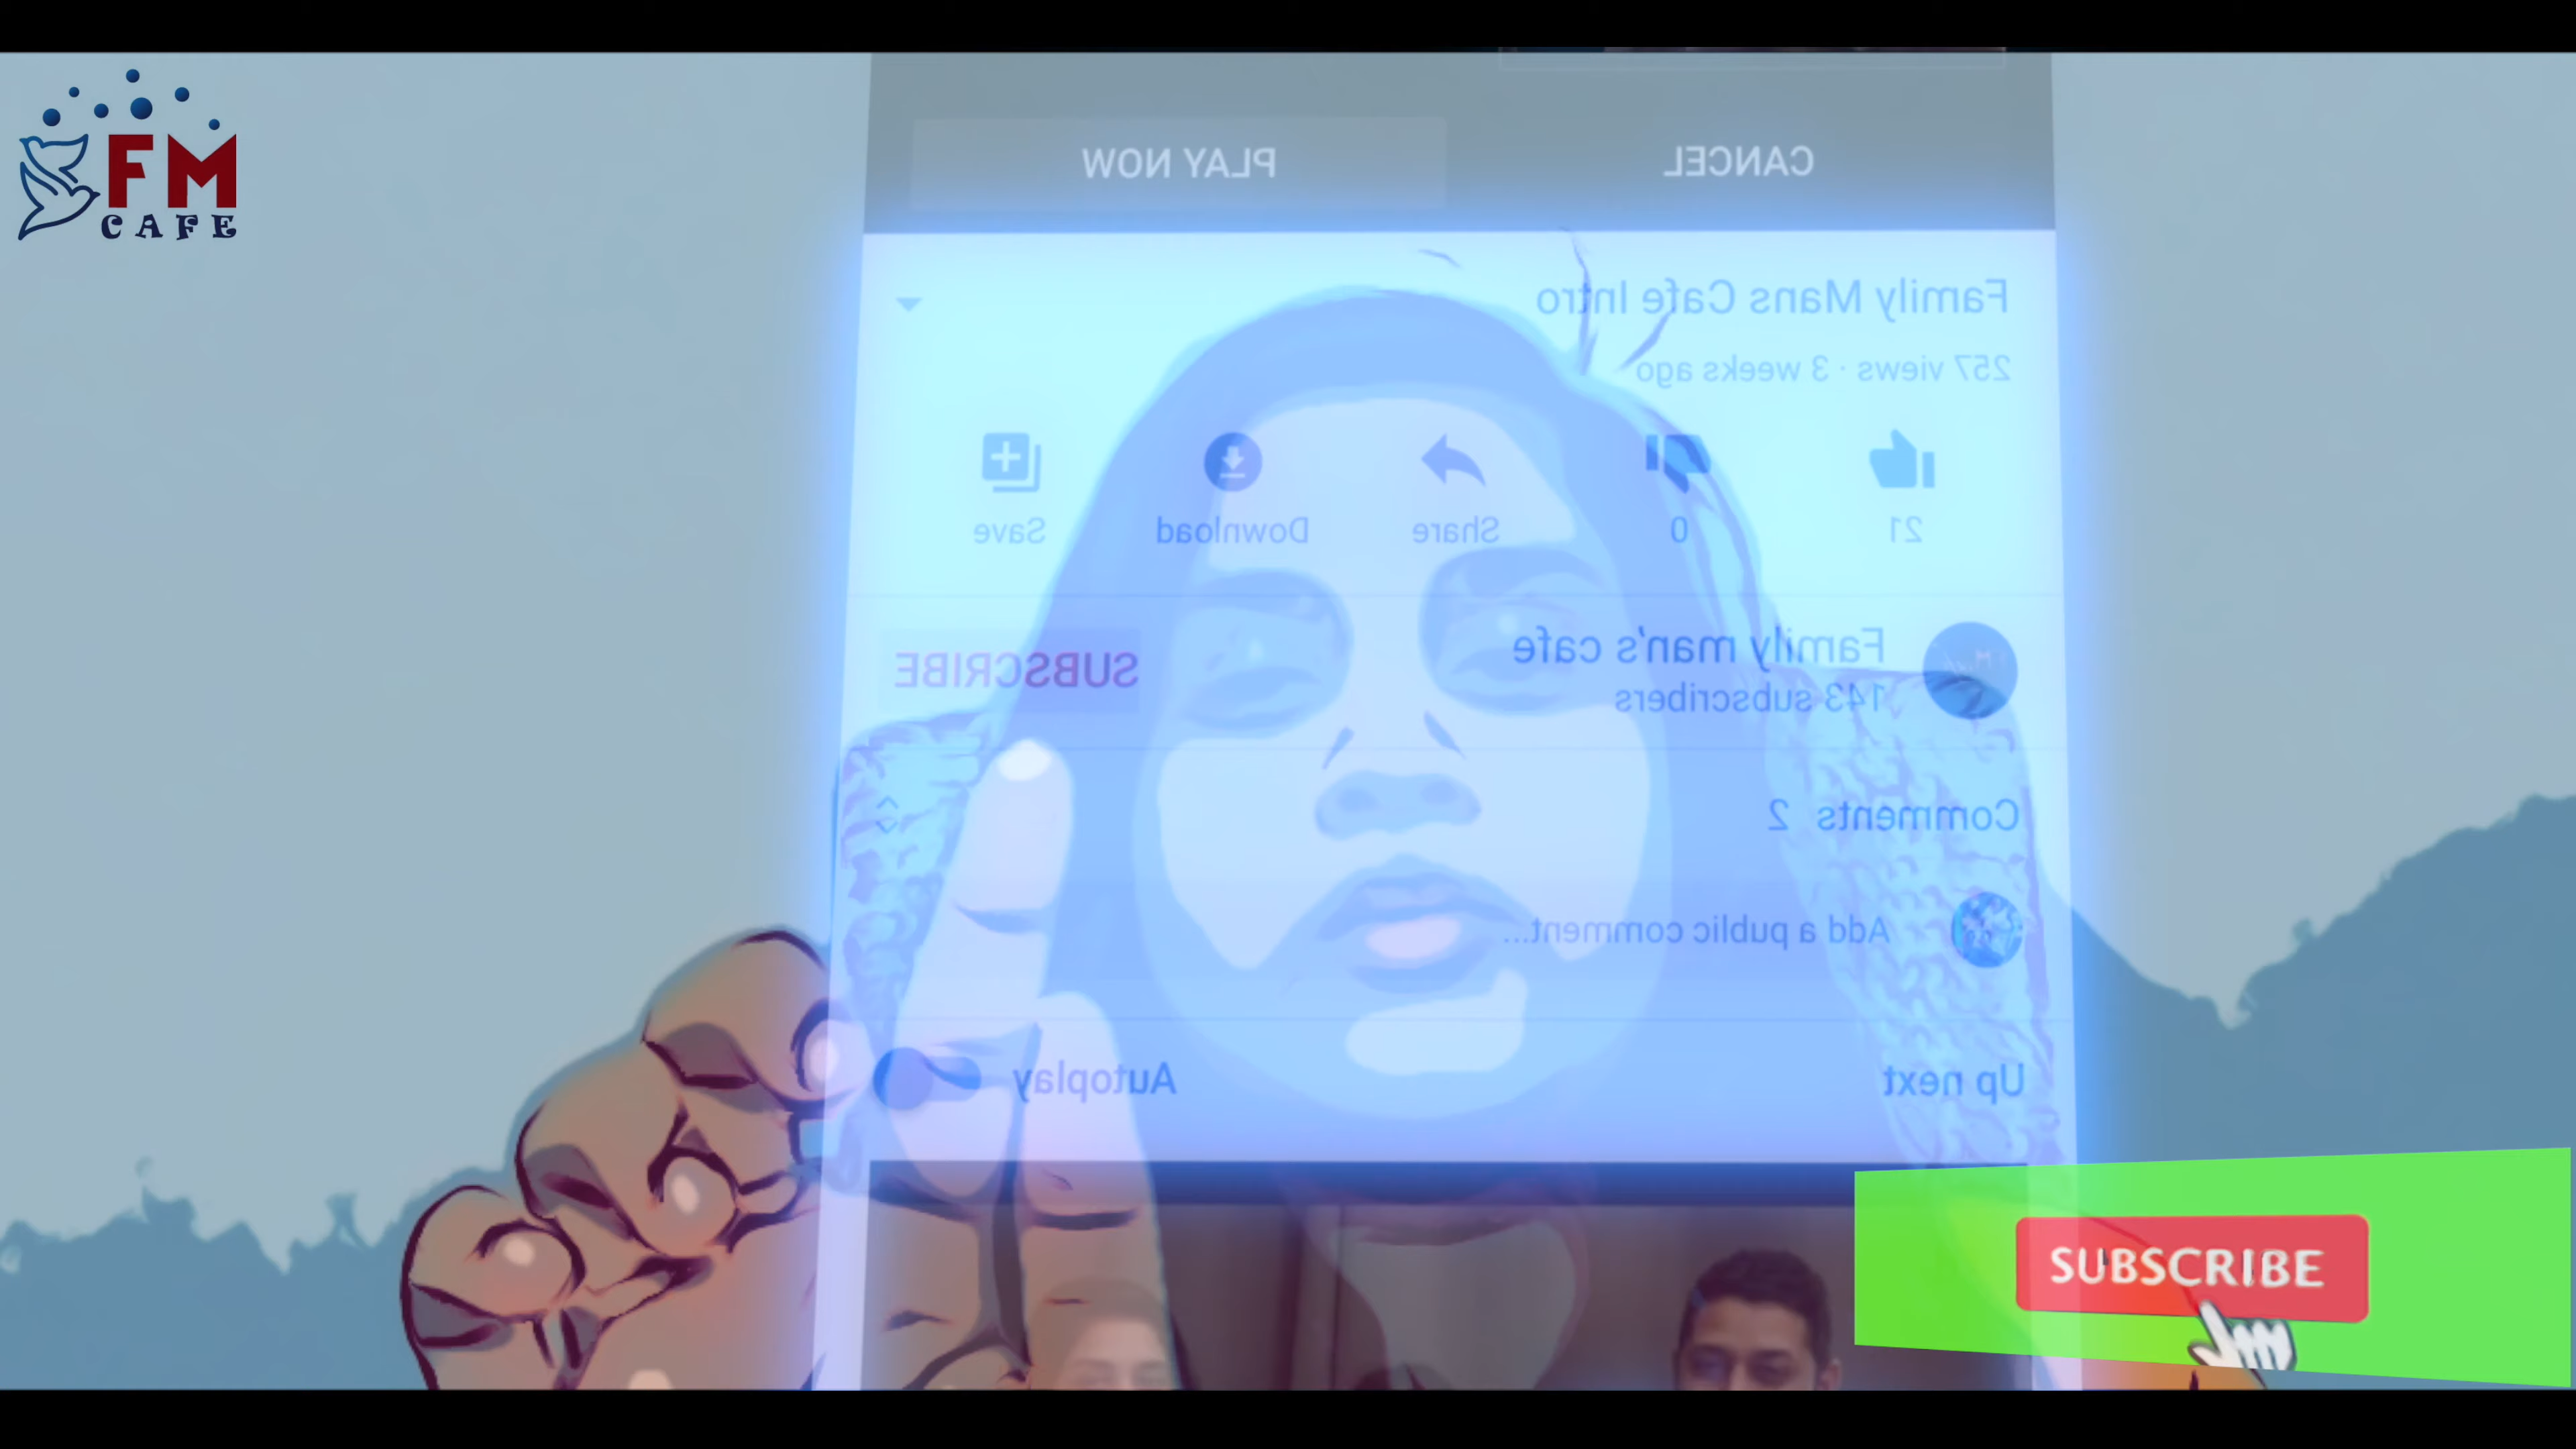 FM
CAFE
PLAY NOW CANCEL
Family Mans Cafe Intro
257 views · 3 weeks ago
21 0 Share Download Save
Family man's cafe
143 subscribers
SUBSCRIBE
Comments 2
Add a public comment...
Up next Autoplay
SUBSCRIBE